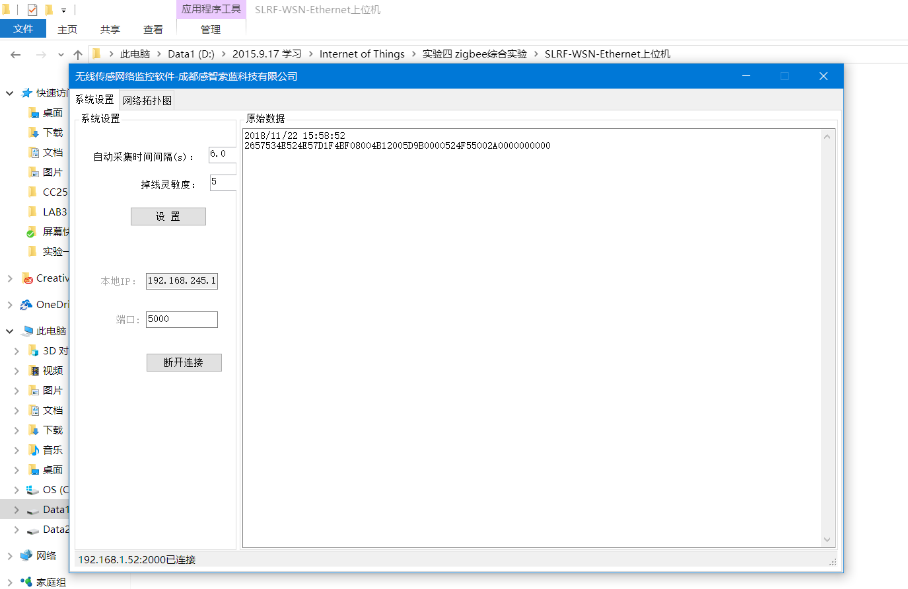 应用程序工具 SLRF-WSN-Ethernet上位机
文件 主页 共享 查看 管理
此电脑 > Data1 (D:) > 2015.9.17 学习 > Internet of Things > 实验四 zigbee综合实验 > SLRF-WSN-Ethernet上位机
无线传感网络监控软件-成都感智索蓝科技有限公司
系统设置 网络拓扑图
系统设置
自动采集时间间隔(s): 6.0
掉线灵敏度: 5
设 置
本地IP: 192.168.245.1
端口: 5000
断开连接
原始数据
2018/11/22 15:58:52
2657534E524E57D1F4BF08004B12005D9B0000524F55002A0000000000
192.168.1.52:2000已连接
快速访
桌面
下载
文档
图片
CC25
LAB3
屏幕快
实验一
Creativ
OneDri
此电脑
3D 对
视频
图片
文档
下载
音乐
桌面
OS (C
Data1
Data2
网络
家庭组